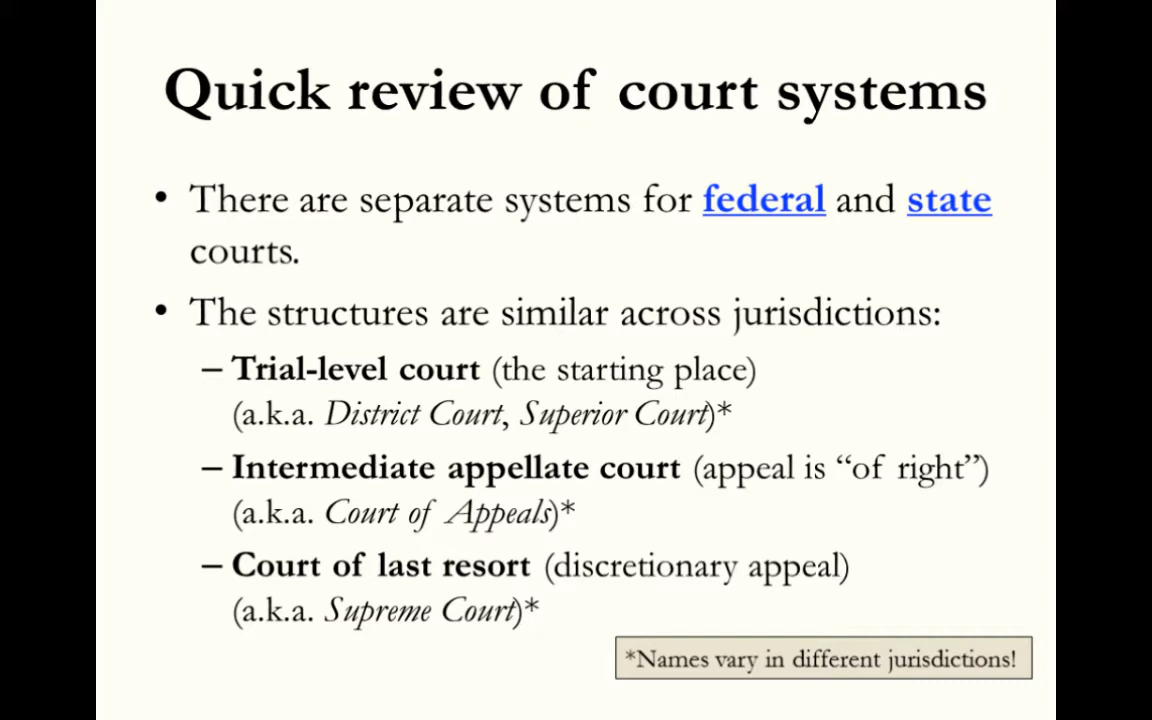 Quick review of court systems
• There are separate systems for federal and state
courts.
• The structures are similar across jurisdictions:
– Trial-level court (the starting place)
(a.k.a. District Court, Superior Court)*
– Intermediate appellate court (appeal is “of right”)
(a.k.a. Court of Appeals)*
– Court of last resort (discretionary appeal)
(a.k.a. Supreme Court)*
*Names vary in different jurisdictions!